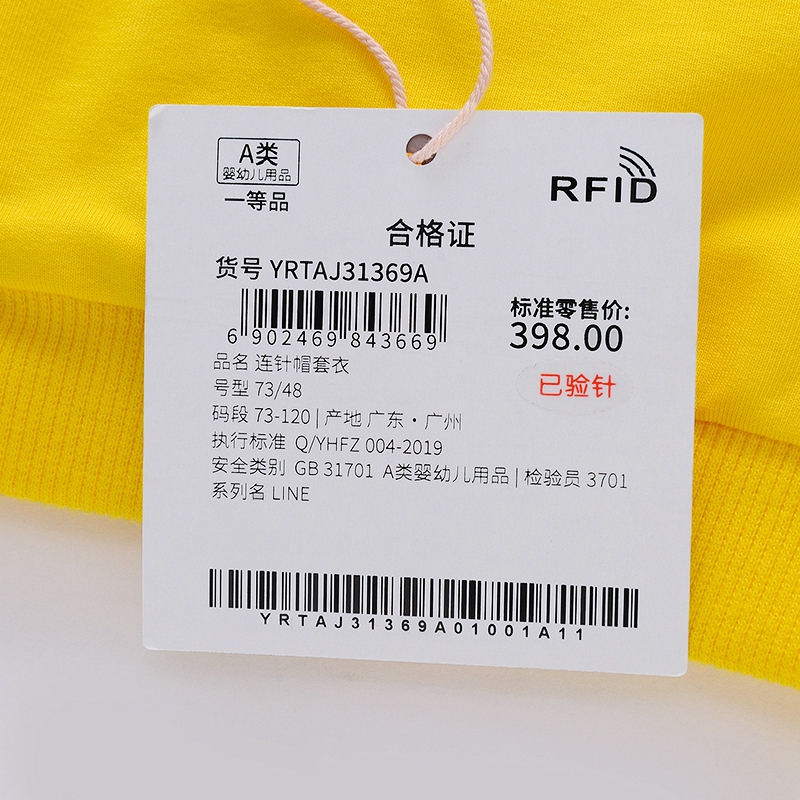 A类
婴幼儿用品
一等品
RFID
合格证
货号 YRTAJ31369A
6 902469 843669
标准零售价:
398.00
已验针
品名 连针帽套衣
号型 73/48
码段 73-120 | 产地 广东·广州
执行标准 Q/YHFZ 004-2019
安全类别 GB 31701 A类婴幼儿用品 | 检验员 3701
系列名 LINE
YRTAJ31369A01001A11